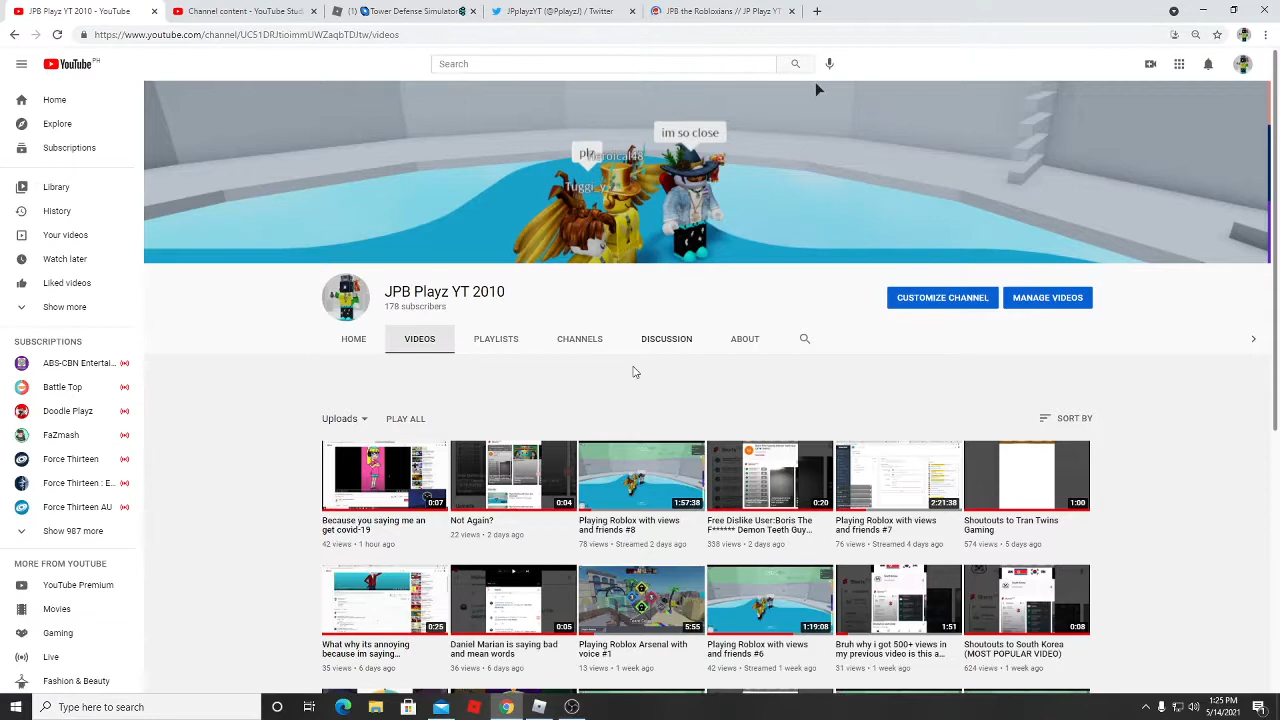 JPB Playz YT 2010 - YouTube
Content - YouTube Stud
Tower Defense Simulator
JPplayzYT (@PplayzJ) / Twitter
JPB the Robloxians // JP Playz YT
https://www.youtube.com/channel/UC51DRJtioimmUWZaqbTDJtw/videos
YouTube PH
Search
Home
Explore
Subscriptions
Library
History
Your videos
Watch later
Liked videos
Show more
SUBSCRIPTIONS
ABS-CBN Entertai...
Battle Top
Doodle Playz
FaZmash
Force Thirteen
Force Thirteen : E...
Force Thirteen AU
Show 987 more
MORE FROM YOUTUBE
YouTube Premium
Movies
Gaming
Live
Fashion & Beauty
im so close
plz
Heroical48
JPB Playz YT 2010
178 subscribers
CUSTOMIZE CHANNEL
MANAGE VIDEOS
HOME
VIDEOS
PLAYLISTS
CHANNELS
DISCUSSION
ABOUT
Uploads
PLAY ALL
SORT BY
0:07
Because you saying me an
get covid-19
42 views • 1 hour ago
0:04
Not Again?
22 views • 2 days ago
1:57:38
Playing Roblox with views
and friends #8
78 views • Streamed 2 days ago
0:20
Free Dislike User:Boris The
F****** Demon Teeth Guy...
338 views • 2 days ago
2:21:38
Playing Roblox with views
and friends #7
76 views • Streamed 4 days ago
1:00
Shoutouts to Tran Twins
Gaming
574 views • 5 days ago
0:25
What why its annoying
because im saying...
35 views • 6 days ago
0:05
Daniel Marian is saying bad
and mean words
36 views • 6 days ago
5:55
Playing Roblox Arsenal with
voice #1
13 views • 1 week ago
1:19:08
Playing Roblox with views
and friends #6
42 views • Streamed 1 week ago
1:51
Bruh why i got 500+ views in
my previous video is this a...
31 views • 1 week ago
0:08
Shoutouts to South Korea
(MOST POPULAR VIDEO)
624 views • 1 week ago
Type here to search
1:25 PM
5/14/2021